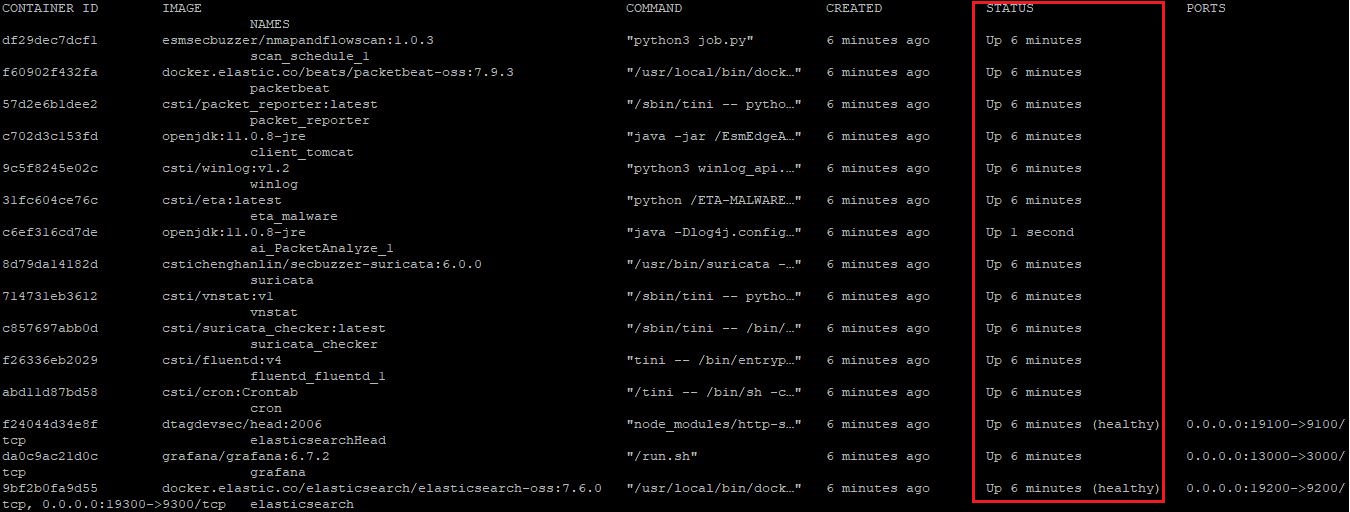 CONTAINER ID IMAGE COMMAND CREATED STATUS PORTS
NAMES
df29dec7dcf1 esmsecbuzzer/nmapandflowscan:1.0.3 "python3 job.py" 6 minutes ago Up 6 minutes
scan_schedule_1
f60902f432fa docker.elastic.co/beats/packetbeat-oss:7.9.3 "/usr/local/bin/dock…" 6 minutes ago Up 6 minutes
packetbeat
57d2e6b1dee2 csti/packet_reporter:latest "/sbin/tini -- pytho…" 6 minutes ago Up 6 minutes
packet_reporter
c702d3c153fd openjdk:11.0.8-jre "java -jar /EsmEdgeA…" 6 minutes ago Up 6 minutes
client_tomcat
9c5f8245e02c csti/winlog:v1.2 "python3 winlog_api.…" 6 minutes ago Up 6 minutes
winlog
31fc604ce76c csti/eta:latest "python /ETA-MALWARE…" 6 minutes ago Up 6 minutes
eta_malware
c6ef316cd7de openjdk:11.0.8-jre "java -Dlog4j.config…" 6 minutes ago Up 1 second
ai_PacketAnalyze_1
8d79da14182d cstichenghanlin/secbuzzer-suricata:6.0.0 "/usr/bin/suricata -…" 6 minutes ago Up 6 minutes
suricata
714731eb3612 csti/vnstat:v1 "/sbin/tini -- pytho…" 6 minutes ago Up 6 minutes
vnstat
c857697abb0d csti/suricata_checker:latest "/sbin/tini -- /bin/…" 6 minutes ago Up 6 minutes
suricata_checker
f26336eb2029 csti/fluentd:v4 "tini -- /bin/entryp…" 6 minutes ago Up 6 minutes
fluentd_fluentd_1
abd11d87bd58 csti/cron:Crontab "/tini -- /bin/sh -c…" 6 minutes ago Up 6 minutes
cron
f24044d34e8f dtagdevsec/head:2006 "node_modules/http-s…" 6 minutes ago Up 6 minutes (healthy) 0.0.0.0:19100->9100/
tcp elasticsearchHead
da0c9ac21d0c grafana/grafana:6.7.2 "/run.sh" 6 minutes ago Up 6 minutes 0.0.0.0:13000->3000/
tcp grafana
9bf2b0fa9d55 docker.elastic.co/elasticsearch/elasticsearch-oss:7.6.0 "/usr/local/bin/dock…" 6 minutes ago Up 6 minutes (healthy) 0.0.0.0:19200->9200/
tcp, 0.0.0.0:19300->9300/tcp elasticsearch